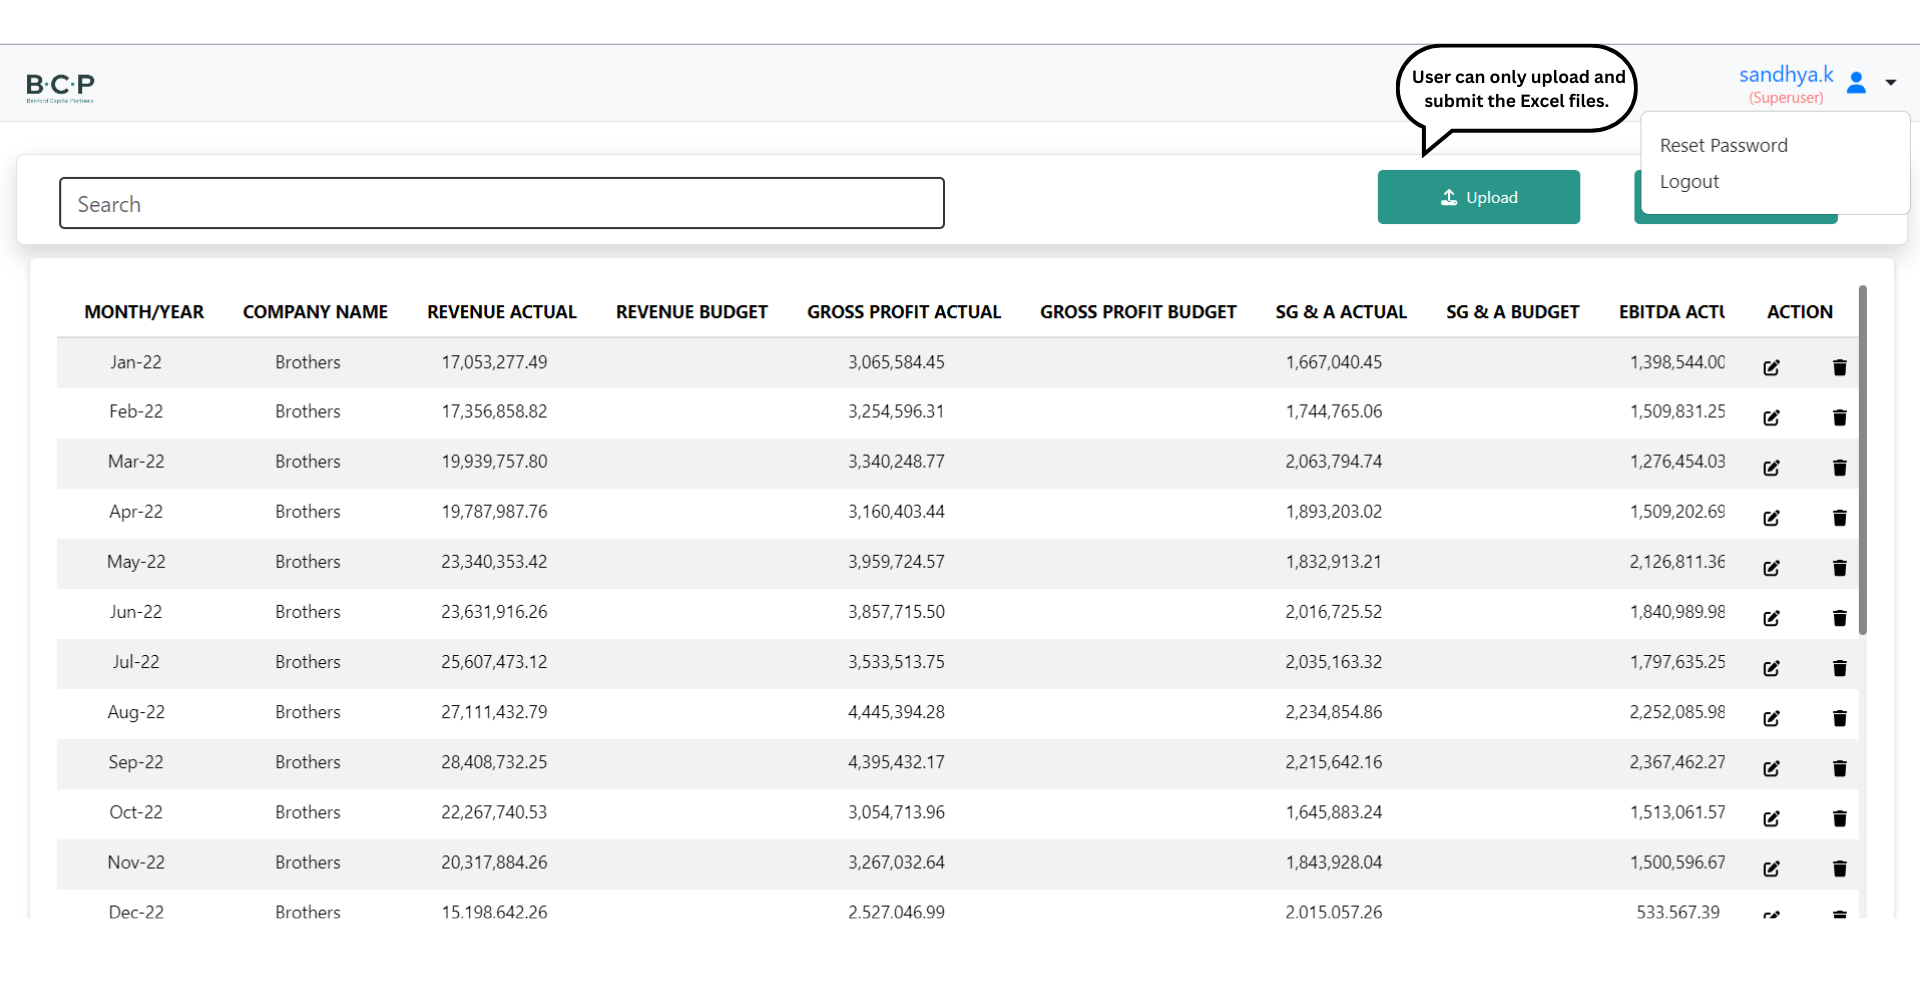 B·C·P
Banford Capital Partners
User can only upload and
submit the Excel files.
sandhya.k
(Superuser)
Reset Password
Logout
Search
Upload
MONTH/YEAR COMPANY NAME REVENUE ACTUAL REVENUE BUDGET GROSS PROFIT ACTUAL GROSS PROFIT BUDGET SG & A ACTUAL SG & A BUDGET EBITDA ACTU ACTION
Jan-22 Brothers 17,053,277.49 3,065,584.45 1,667,040.45 1,398,544.00
Feb-22 Brothers 17,356,858.82 3,254,596.31 1,744,765.06 1,509,831.25
Mar-22 Brothers 19,939,757.80 3,340,248.77 2,063,794.74 1,276,454.03
Apr-22 Brothers 19,787,987.76 3,160,403.44 1,893,203.02 1,509,202.69
May-22 Brothers 23,340,353.42 3,959,724.57 1,832,913.21 2,126,811.36
Jun-22 Brothers 23,631,916.26 3,857,715.50 2,016,725.52 1,840,989.98
Jul-22 Brothers 25,607,473.12 3,533,513.75 2,035,163.32 1,797,635.25
Aug-22 Brothers 27,111,432.79 4,445,394.28 2,234,854.86 2,252,085.98
Sep-22 Brothers 28,408,732.25 4,395,432.17 2,215,642.16 2,367,462.27
Oct-22 Brothers 22,267,740.53 3,054,713.96 1,645,883.24 1,513,061.57
Nov-22 Brothers 20,317,884.26 3,267,032.64 1,843,928.04 1,500,596.67
Dec-22 Brothers 15,198,642.26 2,527,046.99 2,015,057.26 533,567.39